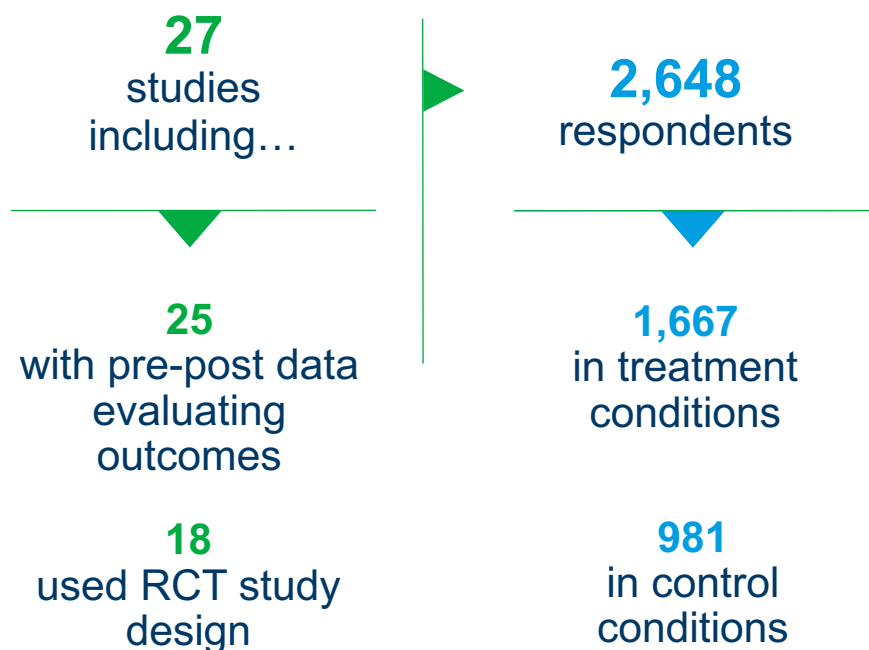 27
studies
including…
2,648
respondents
25
with pre-post data
evaluating
outcomes
18
used RCT study
design
1,667
in treatment
conditions
981
in control
conditions